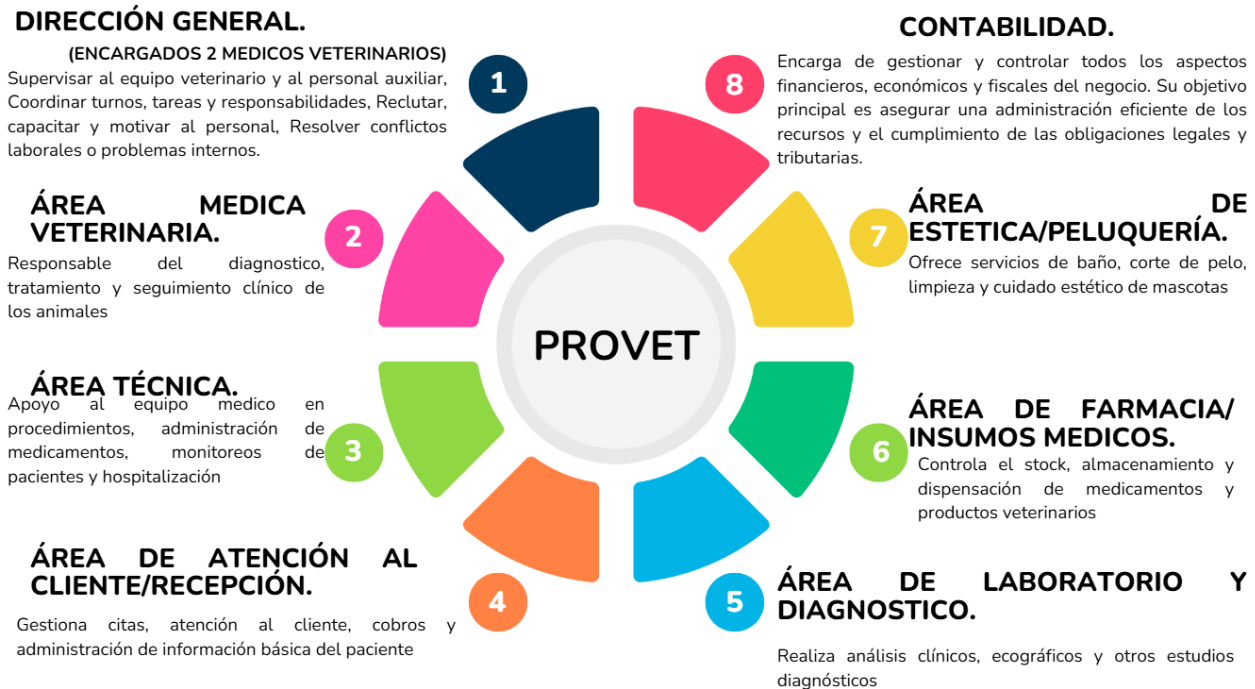 DIRECCIÓN GENERAL.
(ENCARGADOS 2 MEDICOS VETERINARIOS)
Supervisar al equipo veterinario y al personal auxiliar,
Coordinar turnos, tareas y responsabilidades, Reclutar,
capacitar y motivar al personal, Resolver conflictos
laborales o problemas internos.
1
ÁREA MEDICA
VETERINARIA.
Responsable del diagnostico,
tratamiento y seguimiento clínico de
los animales
2
ÁREA TÉCNICA.
Apoyo al equipo medico en
procedimientos, administración de
medicamentos, monitoreos de
pacientes y hospitalización
3
ÁREA DE ATENCIÓN AL
CLIENTE/RECEPCIÓN.
Gestiona citas, atención al cliente, cobros y
administración de información básica del paciente
4
PROVET
5
ÁREA DE LABORATORIO Y
DIAGNOSTICO.
Realiza análisis clínicos, ecográficos y otros estudios
diagnósticos
6
ÁREA DE FARMACIA/
INSUMOS MEDICOS.
Controla el stock, almacenamiento y
dispensación de medicamentos y
productos veterinarios
7
ÁREA DE
ESTETICA/PELUQUERÍA.
Ofrece servicios de baño, corte de pelo,
limpieza y cuidado estético de mascotas
8
CONTABILIDAD.
Encarga de gestionar y controlar todos los aspectos
financieros, económicos y fiscales del negocio. Su objetivo
principal es asegurar una administración eficiente de los
recursos y el cumplimiento de las obligaciones legales y
tributarias.